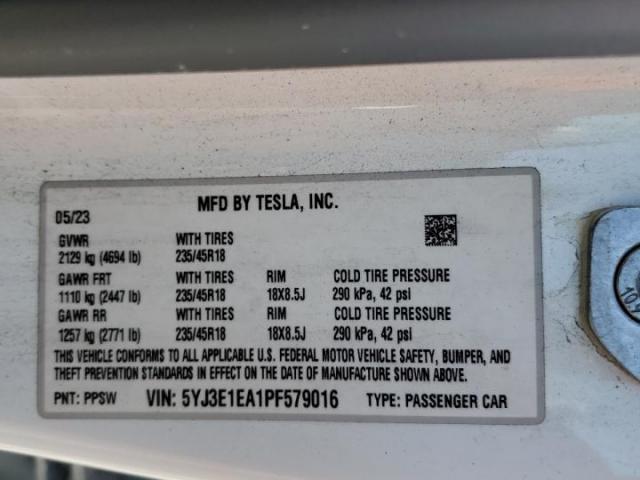 MFD BY TESLA, INC.
05/23
GVWR WITH TIRES
2129 kg (4694 lb) 235/45R18
GAWR FRT WITH TIRES RIM COLD TIRE PRESSURE
1110 kg (2447 lb) 235/45R18 18X8.5J 290 kPa, 42 psi
GAWR RR WITH TIRES RIM COLD TIRE PRESSURE
1257 kg (2771 lb) 235/45R18 18X8.5J 290 kPa, 42 psi
THIS VEHICLE CONFORMS TO ALL APPLICABLE U.S. FEDERAL MOTOR VEHICLE SAFETY, BUMPER, AND
THEFT PREVENTION STANDARDS IN EFFECT ON THE DATE OF MANUFACTURE SHOWN ABOVE.
PNT: PPSW VIN: 5YJ3E1EA1PF579016 TYPE: PASSENGER CAR